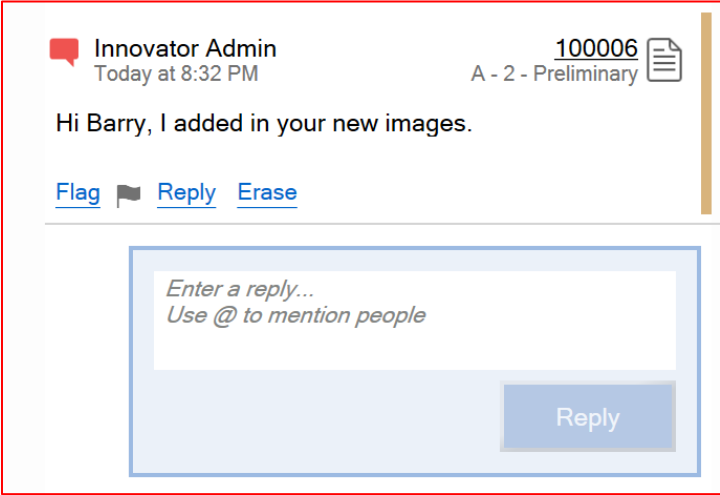 Innovator Admin
100006
Today at 8:32 PM
A - 2 - Preliminary
Hi Barry, I added in your new images.
Flag Reply Erase
Enter a reply...
Use @ to mention people
Reply